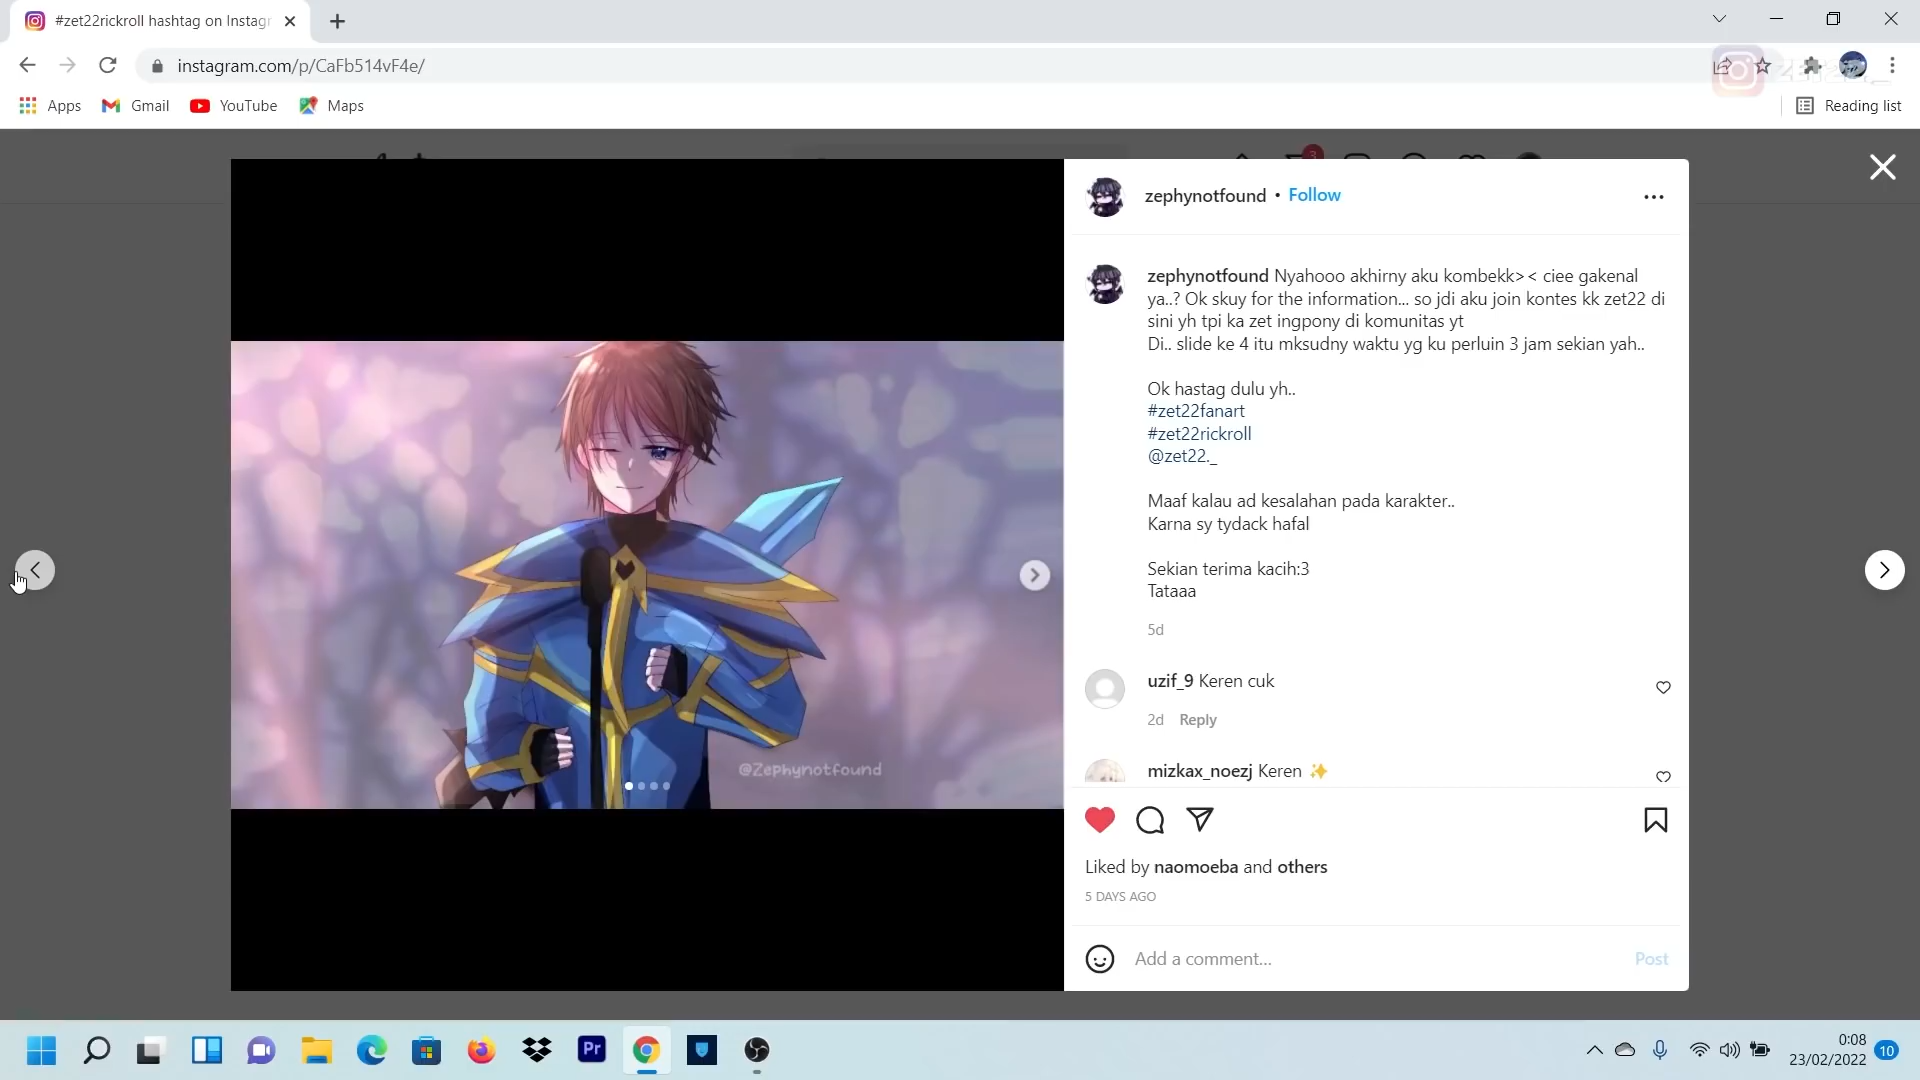 #zet22rickroll hashtag on Instagr
instagram.com/p/CaFb514vF4e/
Apps
Gmail
YouTube
Maps
Reading list
3
zephynotfound • Follow
zephynotfound Nyahooo akhirny aku kombekk>< ciee gakenal
ya..? Ok skuy for the information... so jdi aku join kontes kk zet22 di
sini yh tpi ka zet ingpony di komunitas yt
Di.. slide ke 4 itu mksudny waktu yg ku perluin 3 jam sekian yah..
Ok hastag dulu yh..
#zet22fanart
#zet22rickroll
@zet22._
Maaf kalau ad kesalahan pada karakter..
Karna sy tydack hafal
Sekian terima kacih:3
Tataaa
5d
uzif_9 Keren cuk
2d Reply
mizkax_noezj Keren ✨
@Zephynotfound
Liked by naomoeba and others
5 DAYS AGO
Add a comment...
Post
Pr
0:08
23/02/2022
10